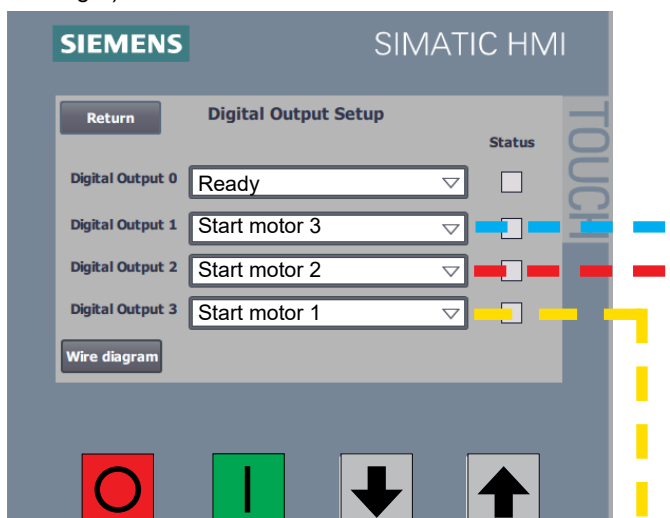 SIEMENS
SIMATIC HMI
TOUCH
Return
Digital Output Setup
Status
Digital Output 0
Ready
Digital Output 1
Start motor 3
Digital Output 2
Start motor 2
Digital Output 3
Start motor 1
Wire diagram